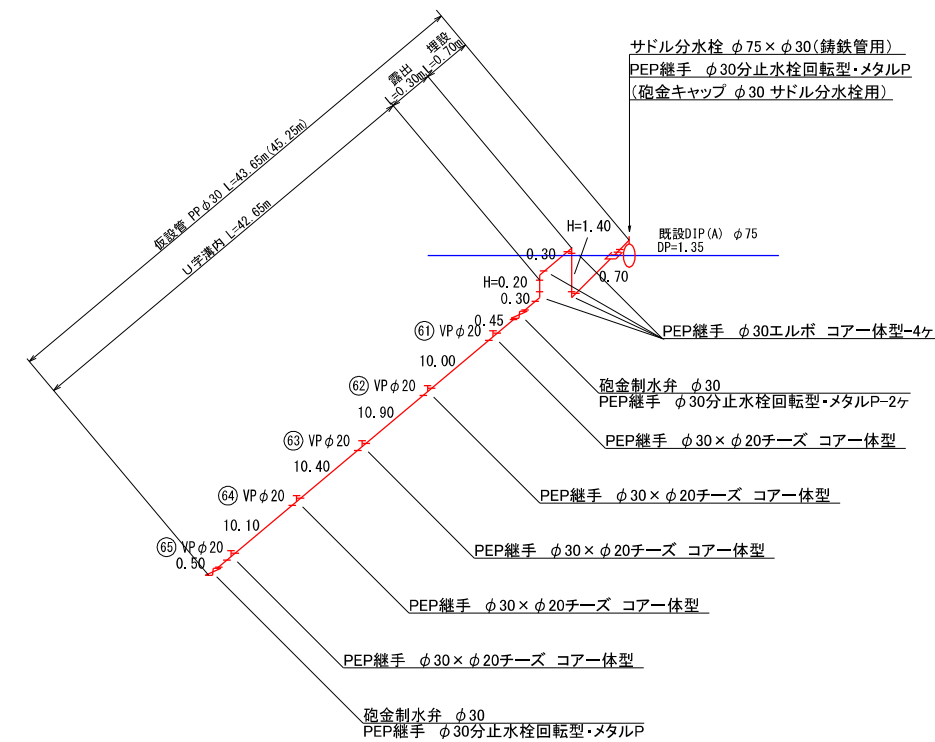 サドル分水栓 φ75×φ30(鋳鉄管用)
PEP継手 φ30分止水栓回転型・メタルP
(砲金キャップ φ30 サドル分水栓用)
埋設
L=0.70m
露出
L=0.30m
仮設管 PPφ30 L=43.65m(45.25m)
U字溝内 L=42.65m
既設DIP(A) φ75
DP=1.35
H=1.40
0.30
0.70
H=0.20
0.30
0.45
㉛ VPφ20
PEP継手 φ30エルボ コアー体型-4ヶ
10.00
砲金制水弁 φ30
PEP継手 φ30分止水栓回転型・メタルP-2ヶ
62 VPφ20
10.90
PEP継手 φ30×φ20チーズ コアー体型
63 VPφ20
10.40
PEP継手 φ30×φ20チーズ コアー体型
64 VPφ20
10.10
PEP継手 φ30×φ20チーズ コアー体型
65 VPφ20
0.50
PEP継手 φ30×φ20チーズ コアー体型
PEP継手 φ30×φ20チーズ コアー体型
砲金制水弁 φ30
PEP継手 φ30分止水栓回転型・メタルP